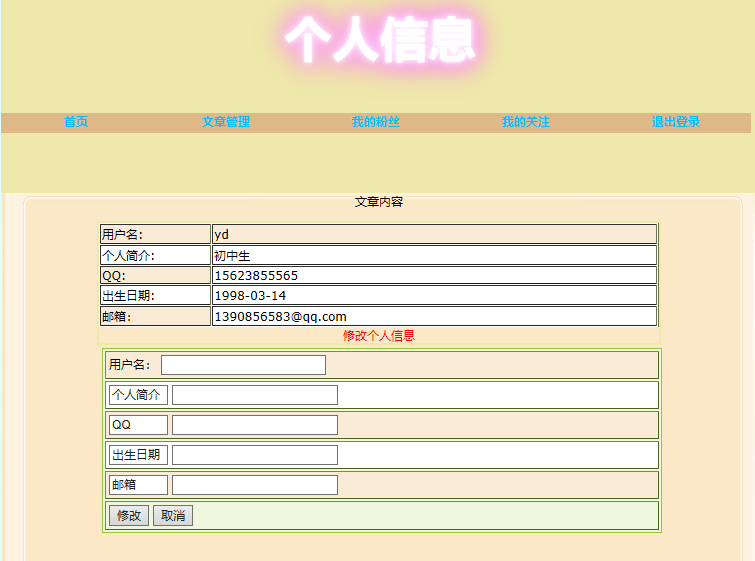 个人信息
首页 文章管理 我的粉丝 我的关注 退出登录
文章内容
用户名: yd
个人简介: 初中生
QQ: 15623855565
出生日期: 1998-03-14
邮箱: 1390856583@qq.com
修改个人信息
用户名:
个人简介
QQ
出生日期
邮箱
修改 取消